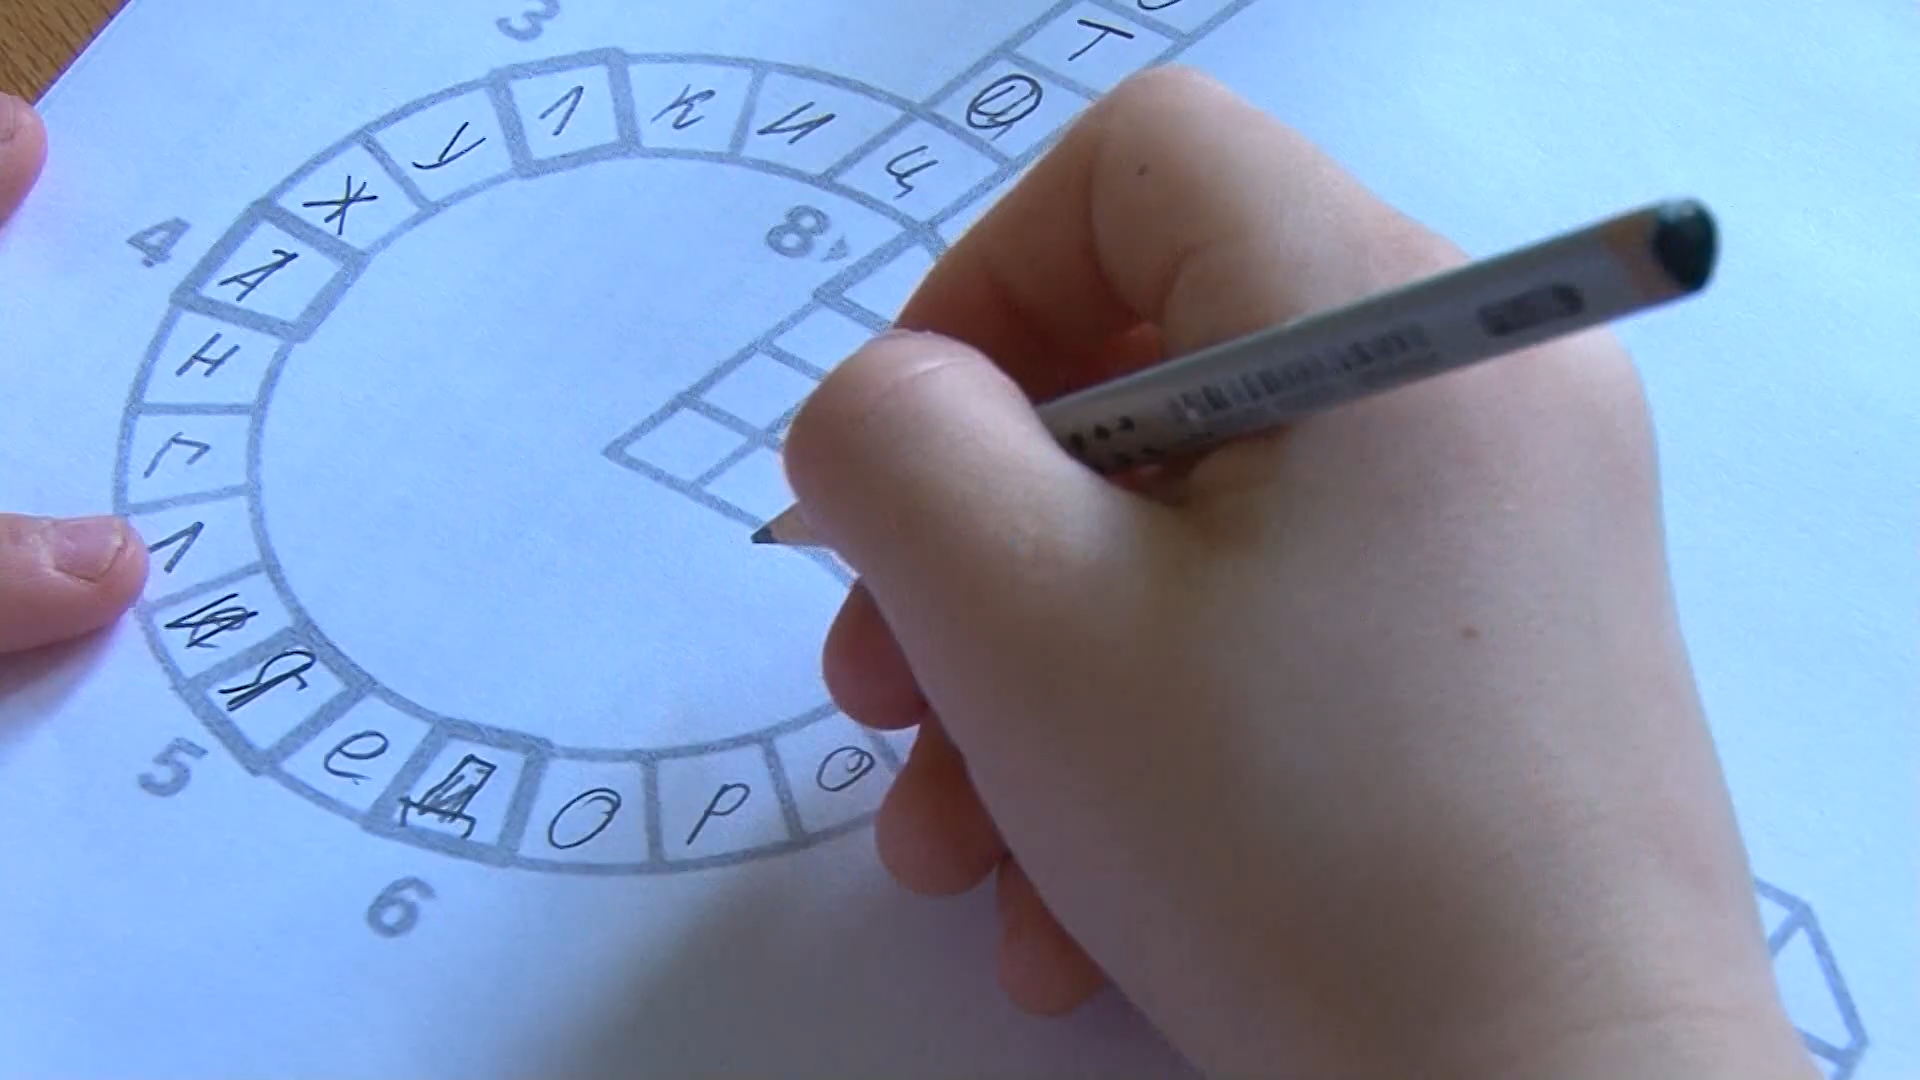 3
Т
Ц
Ц И К Л У Ж
4
А Н Г Л И Я
8
5
Е Д О Р О
6